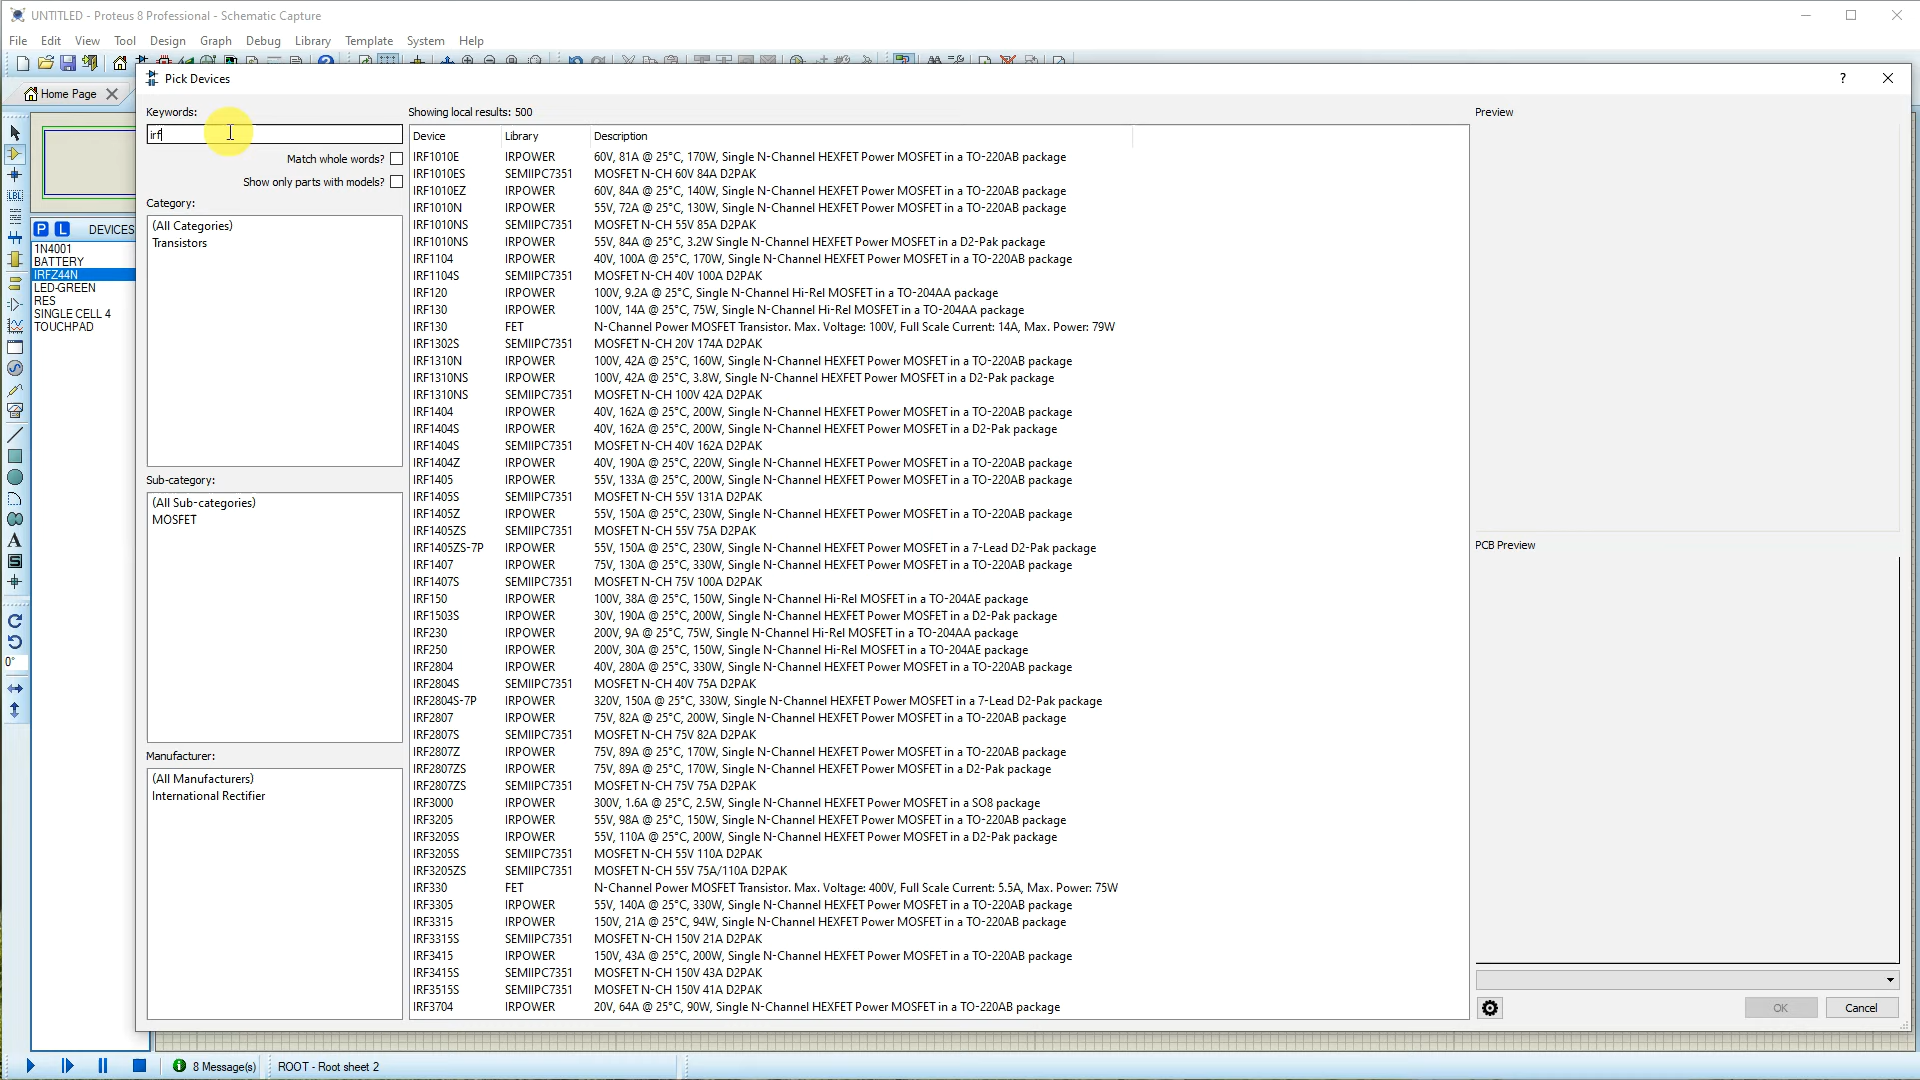 UNTITLED - Proteus 8 Professional - Schematic Capture
File Edit View Tool Design Graph Debug Library Template System Help
Home Page
Pick Devices
Keywords:
irf
Match whole words?
Show only parts with models?
Category:
(All Categories)
Transistors
Sub-category:
(All Sub-categories)
MOSFET
Manufacturer:
(All Manufacturers)
International Rectifier
P L DEVICES
1N4001
BATTERY
IRFZ44N
LED-GREEN
RES
SINGLE CELL 4
TOUCHPAD
LBL
A
S
0°
Showing local results: 500
Device Library Description
IRF1010E IRPOWER 60V, 81A @ 25°C, 170W, Single N-Channel HEXFET Power MOSFET in a TO-220AB package
IRF1010ES SEMIIPC7351 MOSFET N-CH 60V 84A D2PAK
IRF1010EZ IRPOWER 60V, 84A @ 25°C, 140W, Single N-Channel HEXFET Power MOSFET in a TO-220AB package
IRF1010N IRPOWER 55V, 72A @ 25°C, 130W, Single N-Channel HEXFET Power MOSFET in a TO-220AB package
IRF1010NS SEMIIPC7351 MOSFET N-CH 55V 85A D2PAK
IRF1010NS IRPOWER 55V, 84A @ 25°C, 3.2W Single N-Channel HEXFET Power MOSFET in a D2-Pak package
IRF1104 IRPOWER 40V, 100A @ 25°C, 170W, Single N-Channel HEXFET Power MOSFET in a TO-220AB package
IRF1104S SEMIIPC7351 MOSFET N-CH 40V 100A D2PAK
IRF120 IRPOWER 100V, 9.2A @ 25°C, Single N-Channel Hi-Rel MOSFET in a TO-204AA package
IRF130 IRPOWER 100V, 14A @ 25°C, 75W, Single N-Channel Hi-Rel MOSFET in a TO-204AA package
IRF130 FET N-Channel Power MOSFET Transistor. Max. Voltage: 100V, Full Scale Current: 14A, Max. Power: 79W
IRF1302S SEMIIPC7351 MOSFET N-CH 20V 174A D2PAK
IRF1310N IRPOWER 100V, 42A @ 25°C, 160W, Single N-Channel HEXFET Power MOSFET in a TO-220AB package
IRF1310NS IRPOWER 100V, 42A @ 25°C, 3.8W, Single N-Channel HEXFET Power MOSFET in a D2-Pak package
IRF1310NS SEMIIPC7351 MOSFET N-CH 100V 42A D2PAK
IRF1404 IRPOWER 40V, 162A @ 25°C, 200W, Single N-Channel HEXFET Power MOSFET in a TO-220AB package
IRF1404S IRPOWER 40V, 162A @ 25°C, 200W, Single N-Channel HEXFET Power MOSFET in a D2-Pak package
IRF1404S SEMIIPC7351 MOSFET N-CH 40V 162A D2PAK
IRF1404Z IRPOWER 40V, 190A @ 25°C, 220W, Single N-Channel HEXFET Power MOSFET in a TO-220AB package
IRF1405 IRPOWER 55V, 133A @ 25°C, 200W, Single N-Channel HEXFET Power MOSFET in a TO-220AB package
IRF1405S SEMIIPC7351 MOSFET N-CH 55V 131A D2PAK
IRF1405Z IRPOWER 55V, 150A @ 25°C, 230W, Single N-Channel HEXFET Power MOSFET in a TO-220AB package
IRF1405ZS SEMIIPC7351 MOSFET N-CH 55V 75A D2PAK
IRF1405ZS-7P IRPOWER 55V, 150A @ 25°C, 230W, Single N-Channel HEXFET Power MOSFET in a 7-Lead D2-Pak package
IRF1407 IRPOWER 75V, 130A @ 25°C, 330W, Single N-Channel HEXFET Power MOSFET in a TO-220AB package
IRF1407S SEMIIPC7351 MOSFET N-CH 75V 100A D2PAK
IRF150 IRPOWER 100V, 38A @ 25°C, 150W, Single N-Channel Hi-Rel MOSFET in a TO-204AE package
IRF1503S IRPOWER 30V, 190A @ 25°C, 200W, Single N-Channel HEXFET Power MOSFET in a D2-Pak package
IRF230 IRPOWER 200V, 9A @ 25°C, 75W, Single N-Channel Hi-Rel MOSFET in a TO-204AA package
IRF250 IRPOWER 200V, 30A @ 25°C, 150W, Single N-Channel Hi-Rel MOSFET in a TO-204AE package
IRF2804 IRPOWER 40V, 280A @ 25°C, 330W, Single N-Channel HEXFET Power MOSFET in a TO-220AB package
IRF2804S SEMIIPC7351 MOSFET N-CH 40V 75A D2PAK
IRF2804S-7P IRPOWER 320V, 150A @ 25°C, 330W, Single N-Channel HEXFET Power MOSFET in a 7-Lead D2-Pak package
IRF2807 IRPOWER 75V, 82A @ 25°C, 200W, Single N-Channel HEXFET Power MOSFET in a TO-220AB package
IRF2807S SEMIIPC7351 MOSFET N-CH 75V 82A D2PAK
IRF2807Z IRPOWER 75V, 89A @ 25°C, 170W, Single N-Channel HEXFET Power MOSFET in a TO-220AB package
IRF2807ZS IRPOWER 75V, 89A @ 25°C, 170W, Single N-Channel HEXFET Power MOSFET in a D2-Pak package
IRF2807ZS SEMIIPC7351 MOSFET N-CH 75V 75A D2PAK
IRF3000 IRPOWER 300V, 1.6A @ 25°C, 2.5W, Single N-Channel HEXFET Power MOSFET in a SO8 package
IRF3205 IRPOWER 55V, 98A @ 25°C, 150W, Single N-Channel HEXFET Power MOSFET in a TO-220AB package
IRF3205S IRPOWER 55V, 110A @ 25°C, 200W, Single N-Channel HEXFET Power MOSFET in a D2-Pak package
IRF3205S SEMIIPC7351 MOSFET N-CH 55V 110A D2PAK
IRF3205ZS SEMIIPC7351 MOSFET N-CH 55V 75A/110A D2PAK
IRF330 FET N-Channel Power MOSFET Transistor. Max. Voltage: 400V, Full Scale Current: 5.5A, Max. Power: 75W
IRF3305 IRPOWER 55V, 140A @ 25°C, 330W, Single N-Channel HEXFET Power MOSFET in a TO-220AB package
IRF3315 IRPOWER 150V, 21A @ 25°C, 94W, Single N-Channel HEXFET Power MOSFET in a TO-220AB package
IRF3315S SEMIIPC7351 MOSFET N-CH 150V 21A D2PAK
IRF3415 IRPOWER 150V, 43A @ 25°C, 200W, Single N-Channel HEXFET Power MOSFET in a TO-220AB package
IRF3415S SEMIIPC7351 MOSFET N-CH 150V 43A D2PAK
IRF3515S SEMIIPC7351 MOSFET N-CH 150V 41A D2PAK
IRF3704 IRPOWER 20V, 64A @ 25°C, 90W, Single N-Channel HEXFET Power MOSFET in a TO-220AB package
Preview
PCB Preview
OK Cancel
8 Message(s) ROOT - Root sheet 2